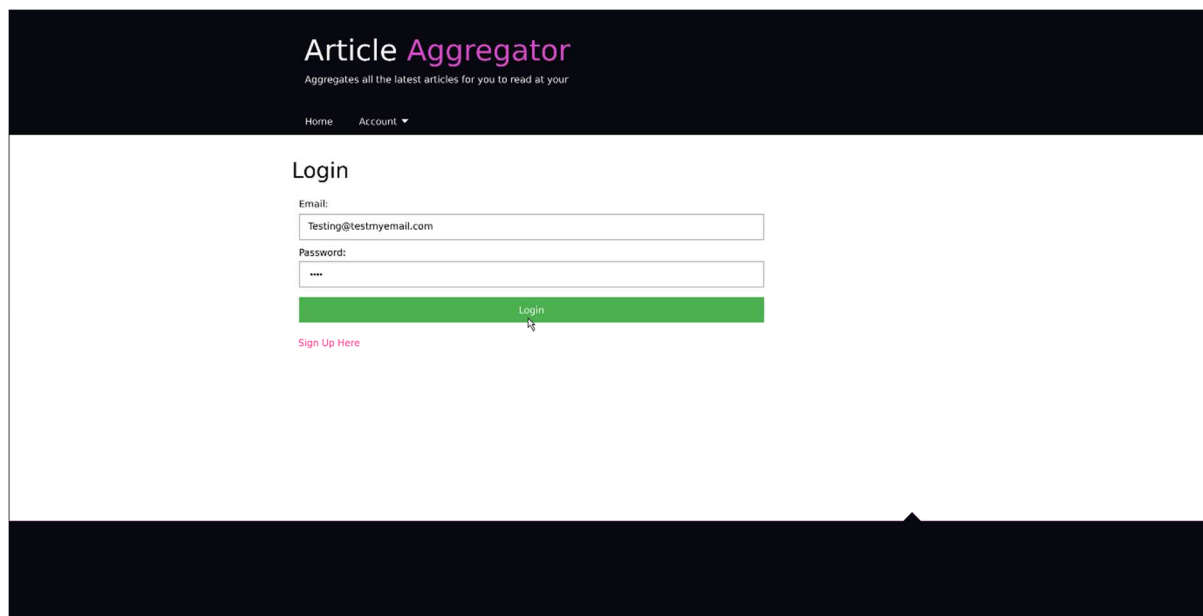 Article Aggregator
Aggregates all the latest articles for you to read at your
Home Account
Login
Email:
Testing@testmyemail.com
Password:
••••
Login
Sign Up Here